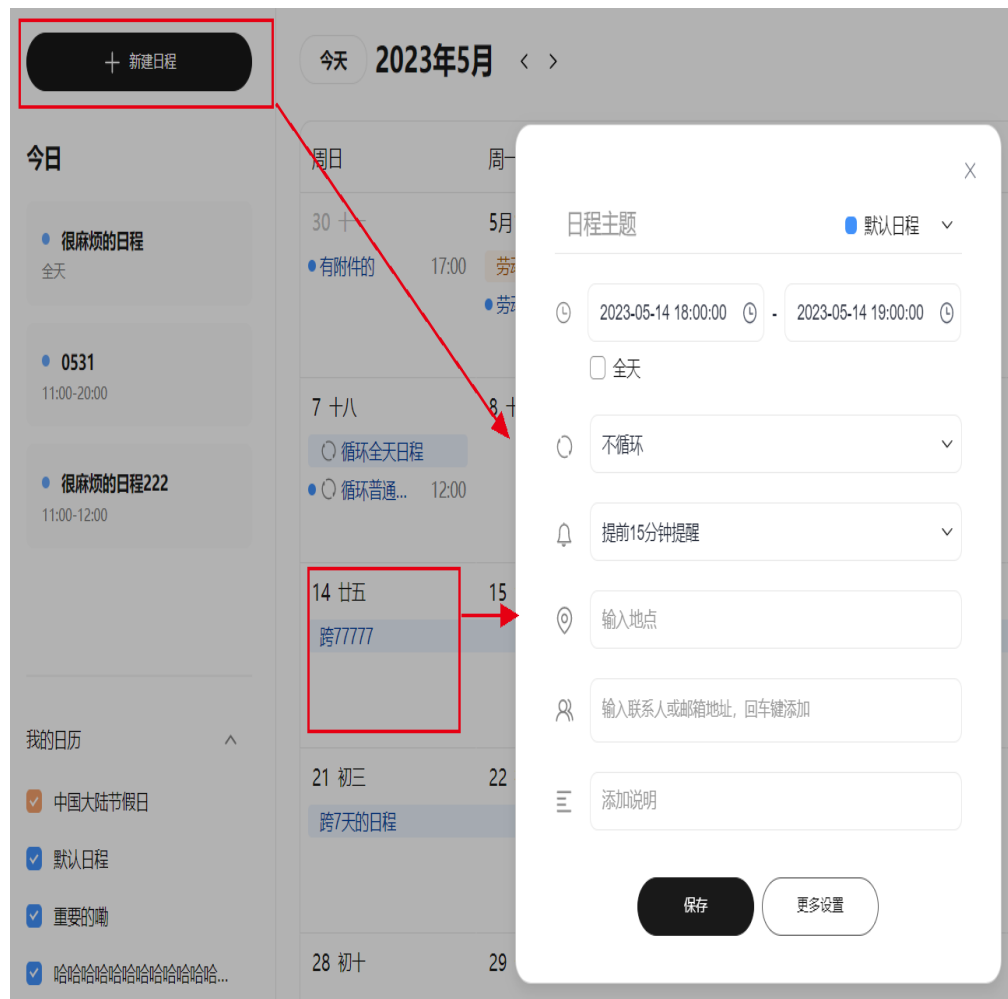 新建日程
今天 2023年5月
今日
很麻烦的日程
全天
0531
11:00-20:00
很麻烦的日程222
11:00-12:00
我的日历
中国大陆节假日
默认日程
重要的嘞
哈哈哈哈哈哈哈哈哈哈哈哈...
周日 周一
30 十一 5月
有附件的 17:00 劳动
劳动
7 十八 8 十
循环全天日程
循环普通... 12:00
14 廿五 15
跨77777
21 初三 22
跨7天的日程
28 初十 29
X
日程主题 默认日程
2023-05-14 18:00:00 - 2023-05-14 19:00:00
全天
不循环
提前15分钟提醒
输入地点
输入联系人或邮箱地址，回车键添加
添加说明
保存 更多设置